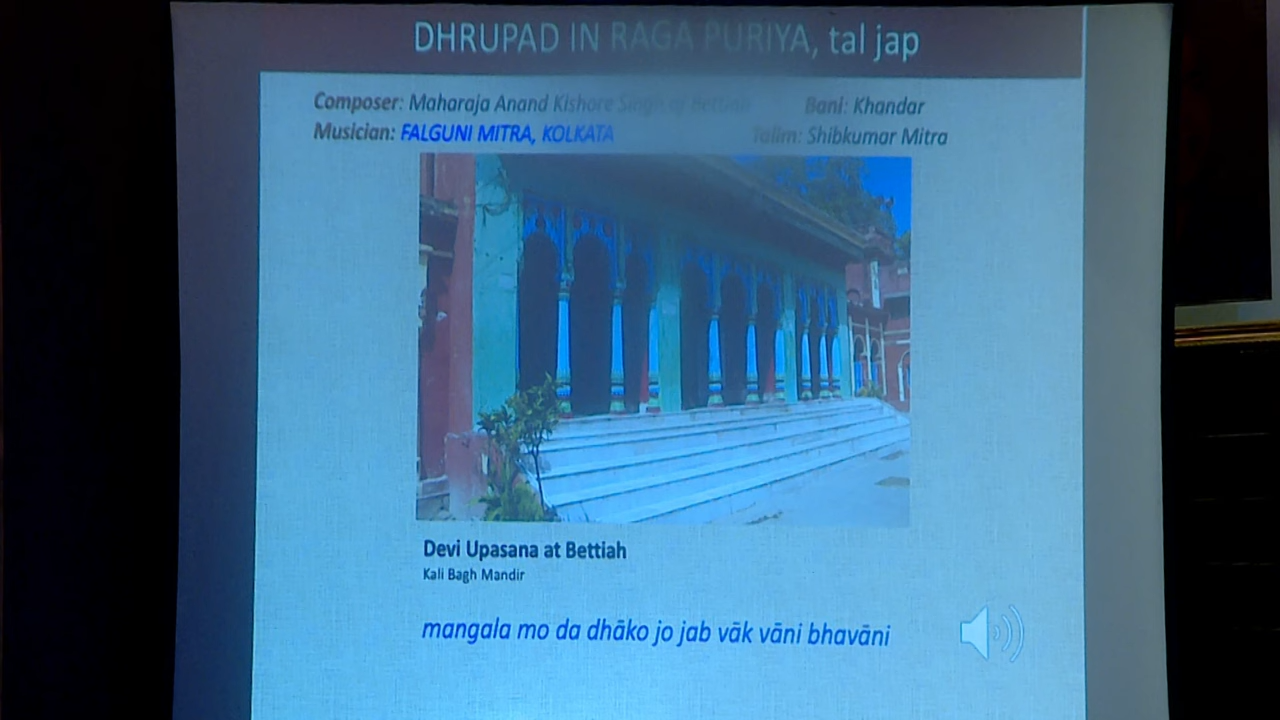 DHRUPAD IN RAGA PURIYA, tal jap
Composer: Maharaja Anand Kishore Singh of Bettiah Bani: Khandar
Musician: FALGUNI MITRA, KOLKATA Talim: Shibkumar Mitra
Devi Upasana at Bettiah
Kali Bagh Mandir
mangala mo da dhāko jo jab vāk vāni bhavāni